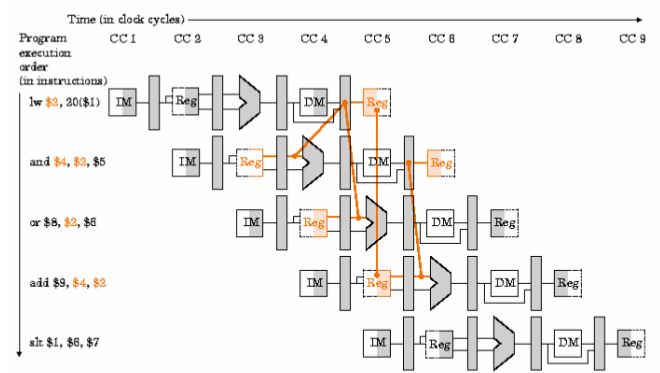 Time (in clock cycles)
Program execution order (in instructions)
CC 1 CC 2 CC 3 CC 4 CC 5 CC 6 CC 7 CC 8 CC 9
lw $2, 20($1) IM Reg DM Reg
and $4, $2, $5 IM Reg DM Reg
or $8, $2, $6 IM Reg DM Reg
add $9, $4, $2 IM Reg DM Reg
slt $1, $6, $7 IM Reg DM Reg